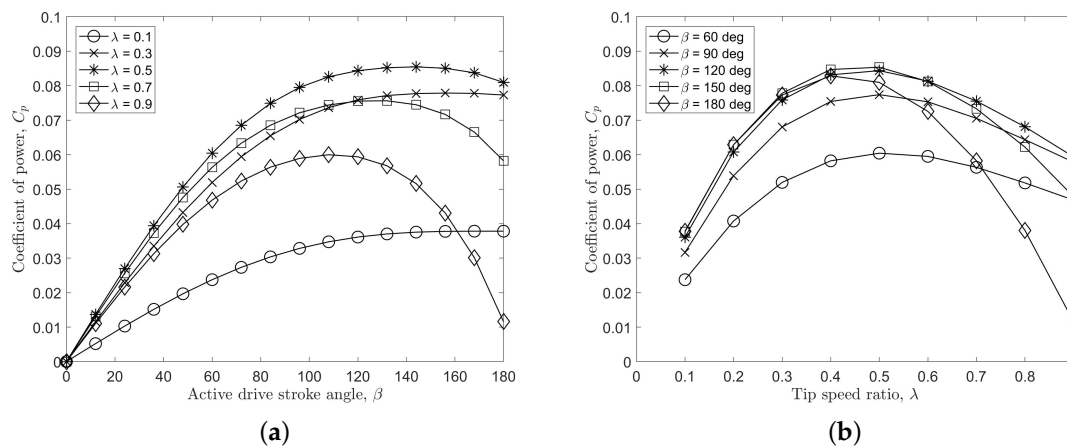 0.1
0.09
0.08
0.07
0.06
0.05
0.04
0.03
0.02
0.01
0
Coefficient of power, C_p
λ = 0.1
λ = 0.3
λ = 0.5
λ = 0.7
λ = 0.9
0 20 40 60 80 100 120 140 160 180
Active drive stroke angle, β
(a)
0.1
0.09
0.08
0.07
0.06
0.05
0.04
0.03
0.02
0.01
0
Coefficient of power, C_p
β = 60 deg
β = 90 deg
β = 120 deg
β = 150 deg
β = 180 deg
0 0.1 0.2 0.3 0.4 0.5 0.6 0.7 0.8
Tip speed ratio, λ
(b)